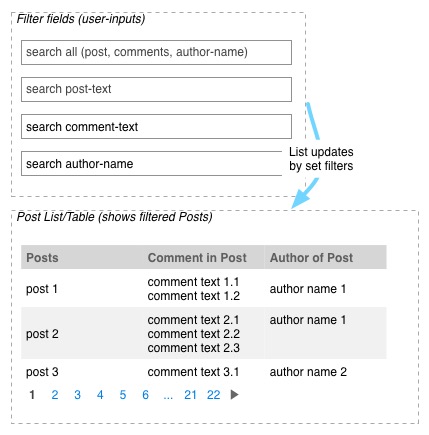 Filter fields (user-inputs)
search all (post, comments, author-name)
search post-text
search comment-text
search author-name
List updates
by set filters
Post List/Table (shows filtered Posts)
Posts Comment in Post Author of Post
post 1 comment text 1.1 author name 1
comment text 1.2
comment text 2.1 author name 1
post 2 comment text 2.2
comment text 2.3
post 3 comment text 3.1 author name 2
1 2 3 4 5 6 ... 21 22